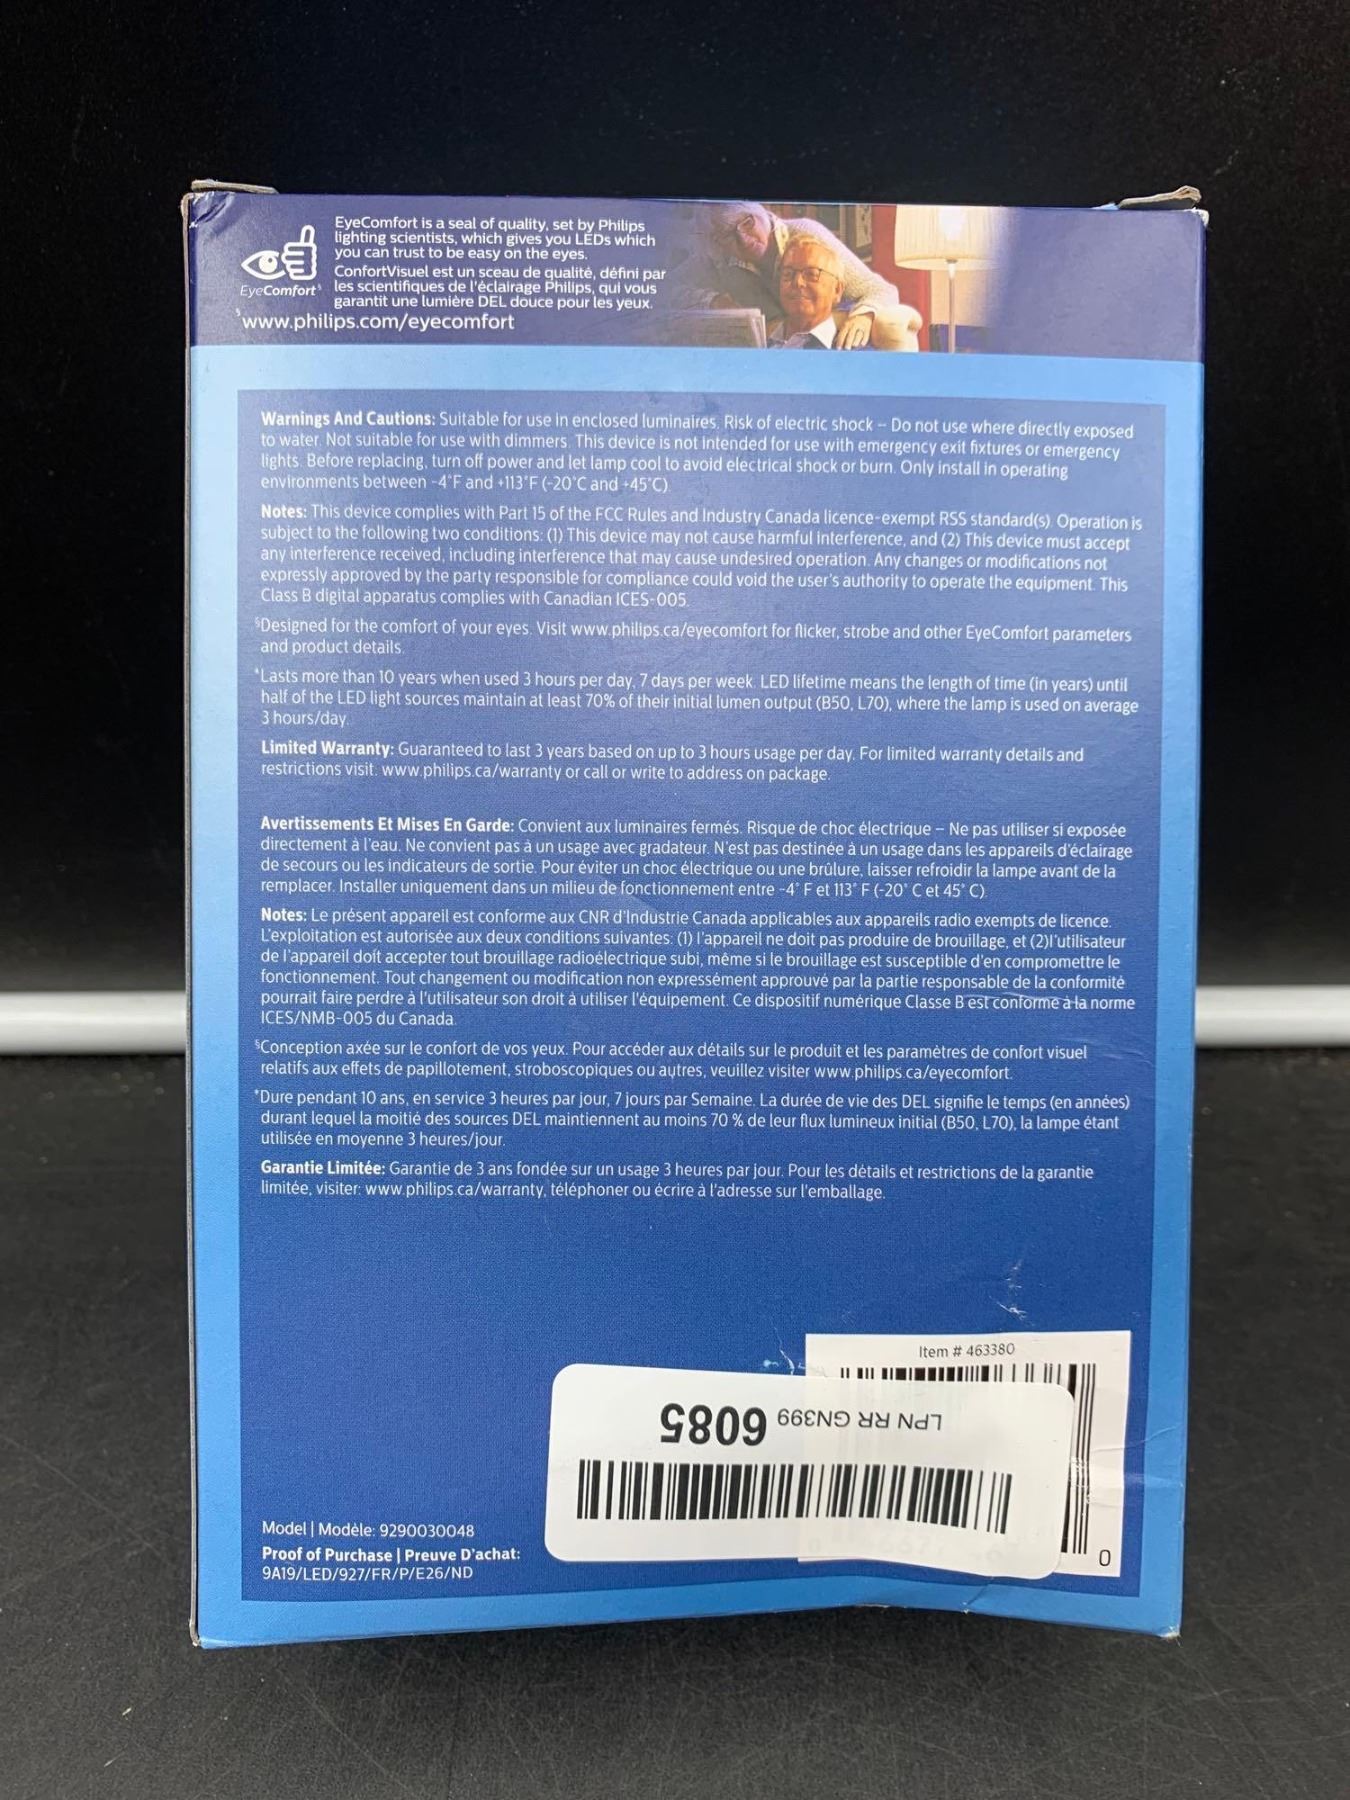 EyeComfort is a seal of quality, set by Philips
lighting scientists, which gives you LEDs which
you can trust to be easy on the eyes.
ConfortVisuel est un sceau de qualité, défini par
les scientifiques de l'éclairage Philips, qui vous
garantit une lumière DEL douce pour les yeux.
EyeComfort§
§www.philips.com/eyecomfort
Warnings And Cautions: Suitable for use in enclosed luminaires. Risk of electric shock – Do not use where directly exposed
to water. Not suitable for use with dimmers. This device is not intended for use with emergency exit fixtures or emergency
lights. Before replacing, turn off power and let lamp cool to avoid electrical shock or burn. Only install in operating
environments between -4°F and +113°F (-20°C and +45°C).
Notes: This device complies with Part 15 of the FCC Rules and Industry Canada licence-exempt RSS standard(s). Operation is
subject to the following two conditions: (1) This device may not cause harmful interference, and (2) This device must accept
any interference received, including interference that may cause undesired operation. Any changes or modifications not
expressly approved by the party responsible for compliance could void the user's authority to operate the equipment. This
Class B digital apparatus complies with Canadian ICES-005.
§Designed for the comfort of your eyes. Visit www.philips.ca/eyecomfort for flicker, strobe and other EyeComfort parameters
and product details.
*Lasts more than 10 years when used 3 hours per day, 7 days per week. LED lifetime means the length of time (in years) until
half of the LED light sources maintain at least 70% of their initial lumen output (B50, L70), where the lamp is used on average
3 hours/day.
Limited Warranty: Guaranteed to last 3 years based on up to 3 hours usage per day. For limited warranty details and
restrictions visit: www.philips.ca/warranty or call or write to address on package.
Avertissements Et Mises En Garde: Convient aux luminaires fermés. Risque de choc électrique – Ne pas utiliser si exposée
directement à l'eau. Ne convient pas à un usage avec gradateur. N'est pas destinée à un usage dans les appareils d'éclairage
de secours ou les indicateurs de sortie. Pour éviter un choc électrique ou une brûlure, laisser refroidir la lampe avant de la
remplacer. Installer uniquement dans un milieu de fonctionnement entre -4° F et 113° F (-20° C et 45° C).
Notes: Le présent appareil est conforme aux CNR d'Industrie Canada applicables aux appareils radio exempts de licence.
L'exploitation est autorisée aux deux conditions suivantes: (1) l'appareil ne doit pas produire de brouillage, et (2)l'utilisateur
de l'appareil doit accepter tout brouillage radioélectrique subi, même si le brouillage est susceptible d'en compromettre le
fonctionnement. Tout changement ou modification non expressément approuvé par la partie responsable de la conformité
pourrait faire perdre à l'utilisateur son droit à utiliser l'équipement. Ce dispositif numérique Classe B est conforme à la norme
ICES/NMB-005 du Canada.
§Conception axée sur le confort de vos yeux. Pour accéder aux détails sur le produit et les paramètres de confort visuel
relatifs aux effets de papillotement, stroboscopiques ou autres, veuillez visiter www.philips.ca/eyecomfort.
*Dure pendant 10 ans, en service 3 heures par jour, 7 jours par Semaine. La durée de vie des DEL signifie le temps (en années)
durant lequel la moitié des sources DEL maintiennent au moins 70 % de leur flux lumineux initial (B50, L70), la lampe étant
utilisée en moyenne 3 heures/jour.
Garantie Limitée: Garantie de 3 ans fondée sur un usage 3 heures par jour. Pour les détails et restrictions de la garantie
limitée, visiter: www.philips.ca/warranty, téléphoner ou écrire à l'adresse sur l'emballage.
Item # 463380
LPN RR GN399 6085
0
Model | Modèle: 9290030048
Proof of Purchase | Preuve D'achat:
9A19/LED/927/FR/P/E26/ND